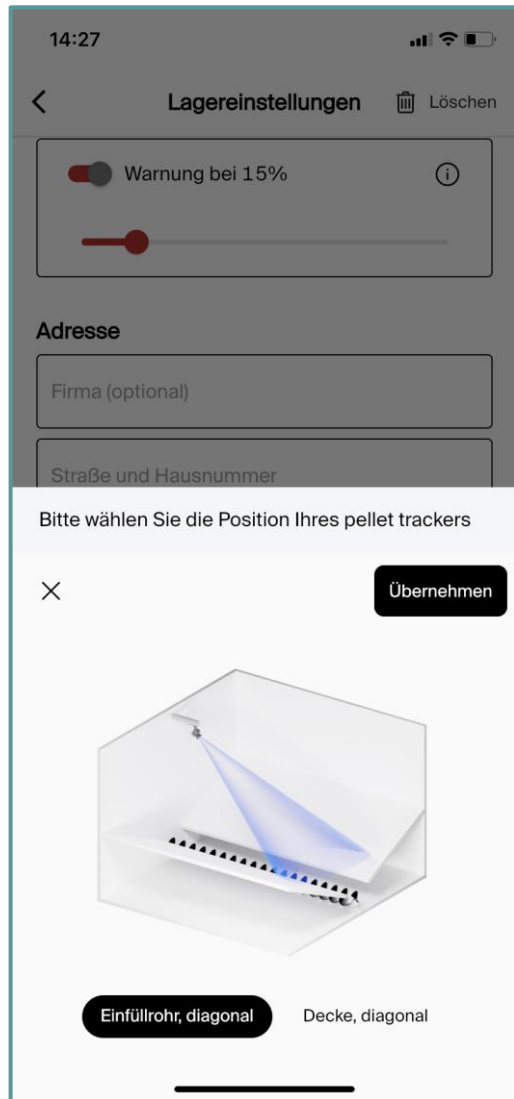 14:27
Lagereinstellungen
Löschen
Warnung bei 15%
Adresse
Firma (optional)
Straße und Hausnummer
Bitte wählen Sie die Position Ihres pellet trackers
Übernehmen
Einfüllrohr, diagonal
Decke, diagonal